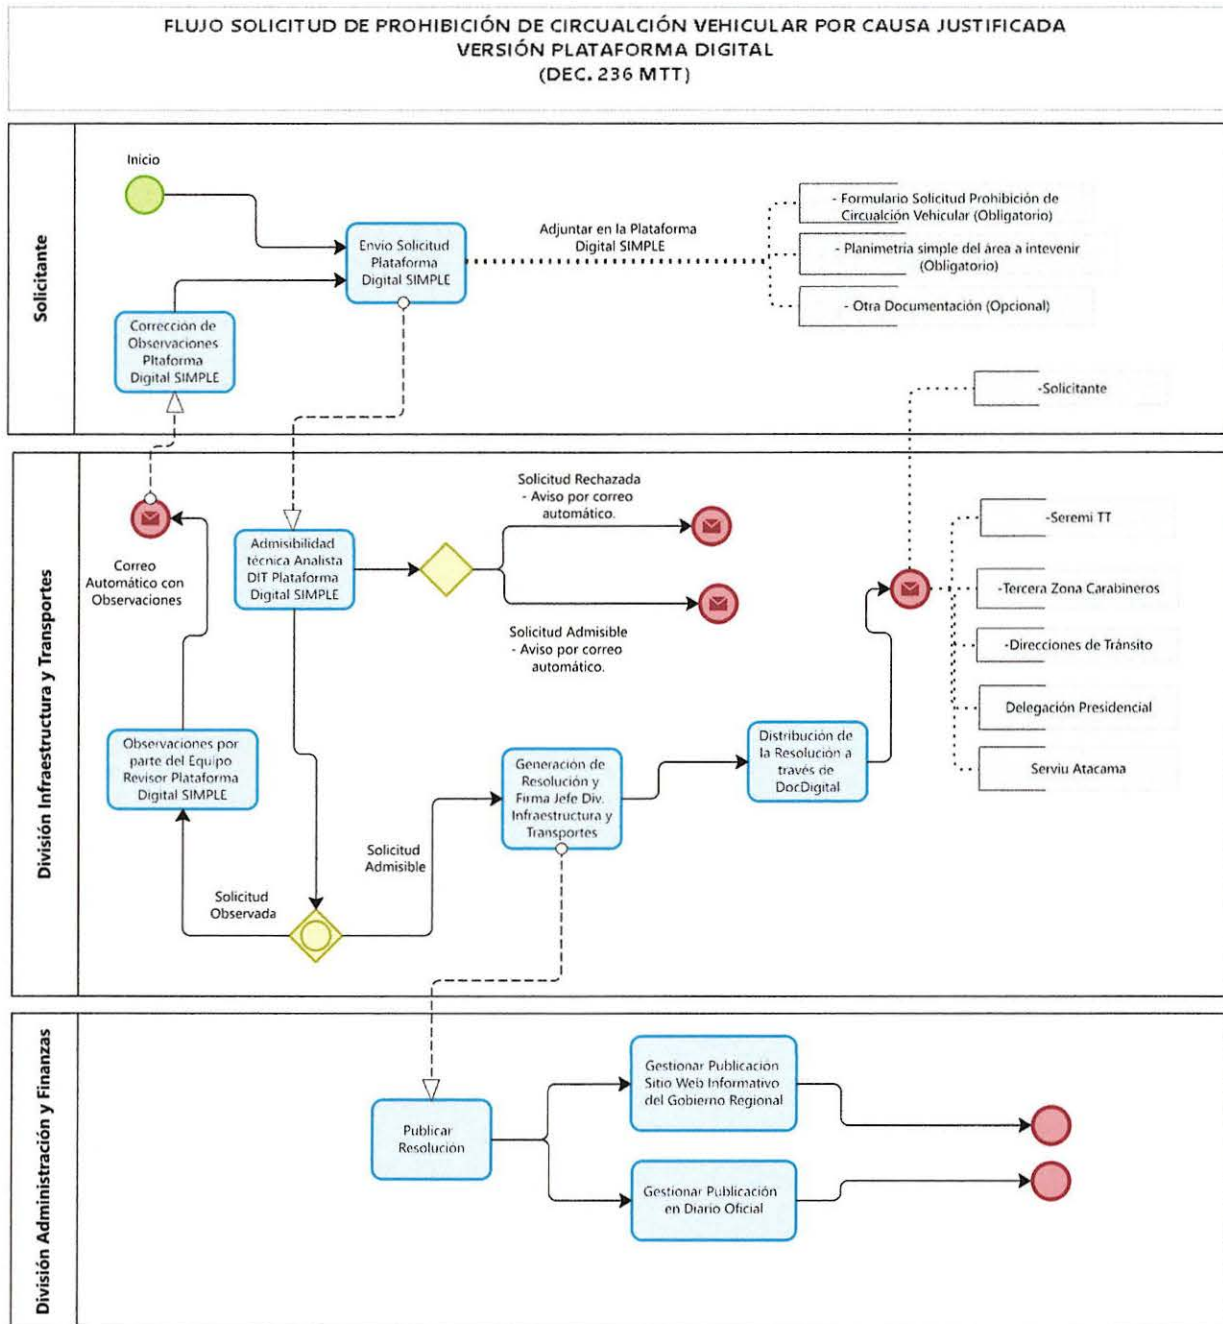 FLUJO SOLICITUD DE PROHIBICIÓN DE CIRCUALCIÓN VEHICULAR POR CAUSA JUSTIFICADA
VERSIÓN PLATAFORMA DIGITAL
(DEC. 236 MTT)
Solicitante
Inicio
Envio Solicitud
Plataforma
Digital SIMPLE
Adjuntar en la Plataforma
Digital SIMPLE
- Formulario Solicitud Prohibición de
Circualción Vehicular (Obligatorio)
- Planimetria simple del área a intevenir
(Obligatorio)
- Otra Documentación (Opcional)
Corrección de
Observaciones
Pltaforma
Digital SIMPLE
-Solicitante
División Infraestructura y Transportes
Correo
Automático con
Observaciones
Admisibilidad
técnica Analista
DIT Plataforma
Digital SIMPLE
Solicitud Rechazada
- Aviso por correo
automático.
Solicitud Admisible
- Aviso por correo
automático.
-Seremi TT
-Tercera Zona Carabineros
-Direcciones de Tránsito
Delegación Presidencial
Serviu Atacama
Observaciones por
parte del Equipo
Revisor Plataforma
Digital SIMPLE
Generación de
Resolución y
Firma Jefe Div.
Infraestructura y
Transportes
Distribución de
la Resolución a
través de
DocDigital
Solicitud
Observada
Solicitud
Admisible
División Administración y Finanzas
Publicar
Resolución
Gestionar Publicación
Sitio Web Informativo
del Gobierno Regional
Gestionar Publicación
en Diario Oficial